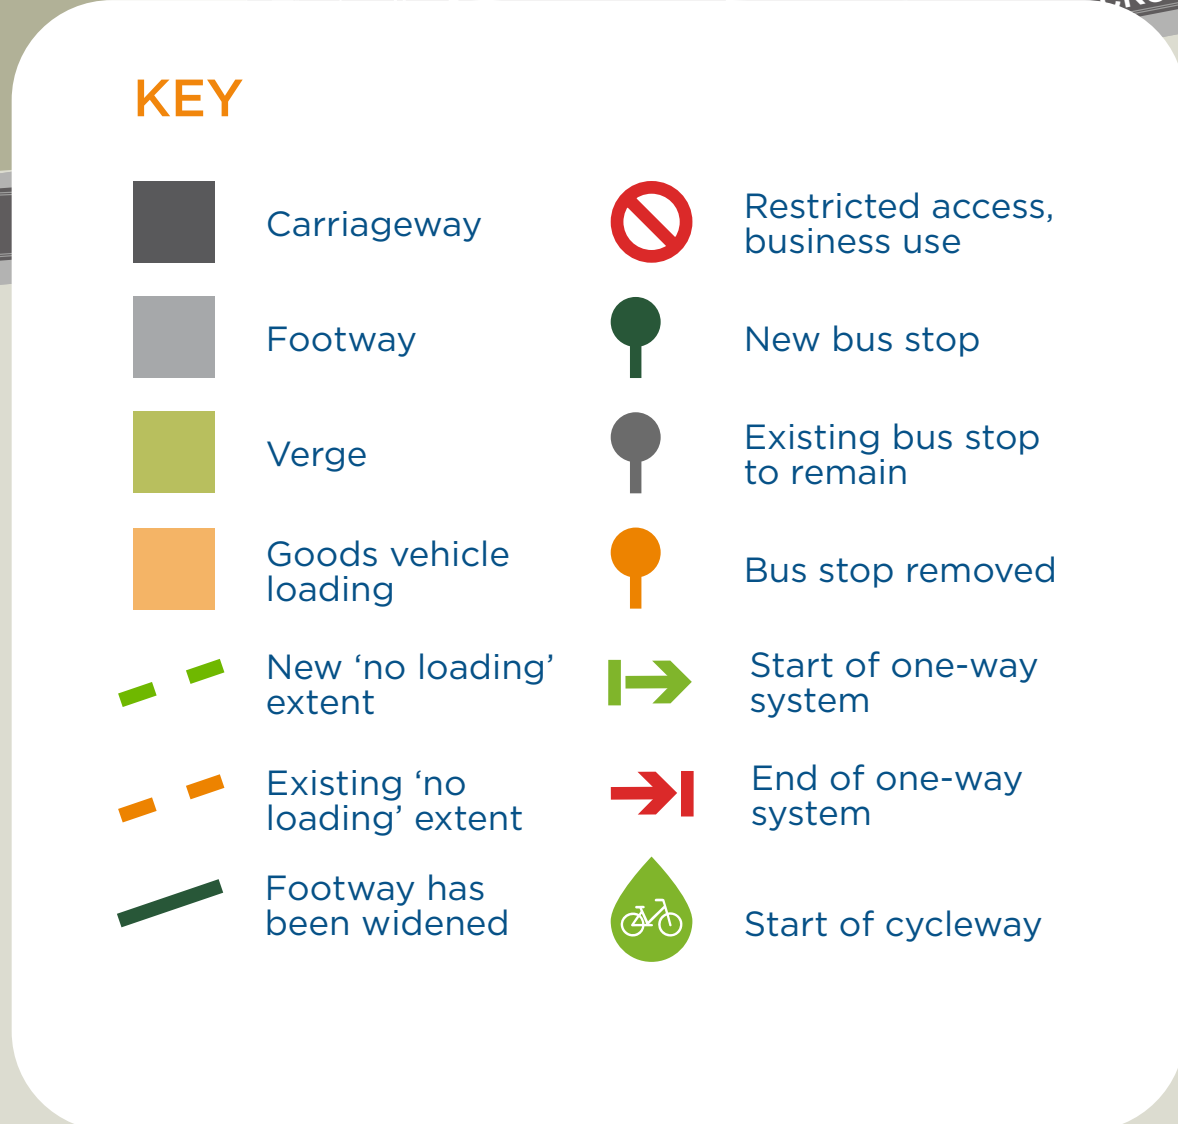 KEY
Carriageway
Footway
Verge
Goods vehicle
loading
New ‘no loading’
extent
Existing ‘no
loading’ extent
Footway has
been widened
Restricted access,
business use
New bus stop
Existing bus stop
to remain
Bus stop removed
Start of one-way
system
End of one-way
system
Start of cycleway